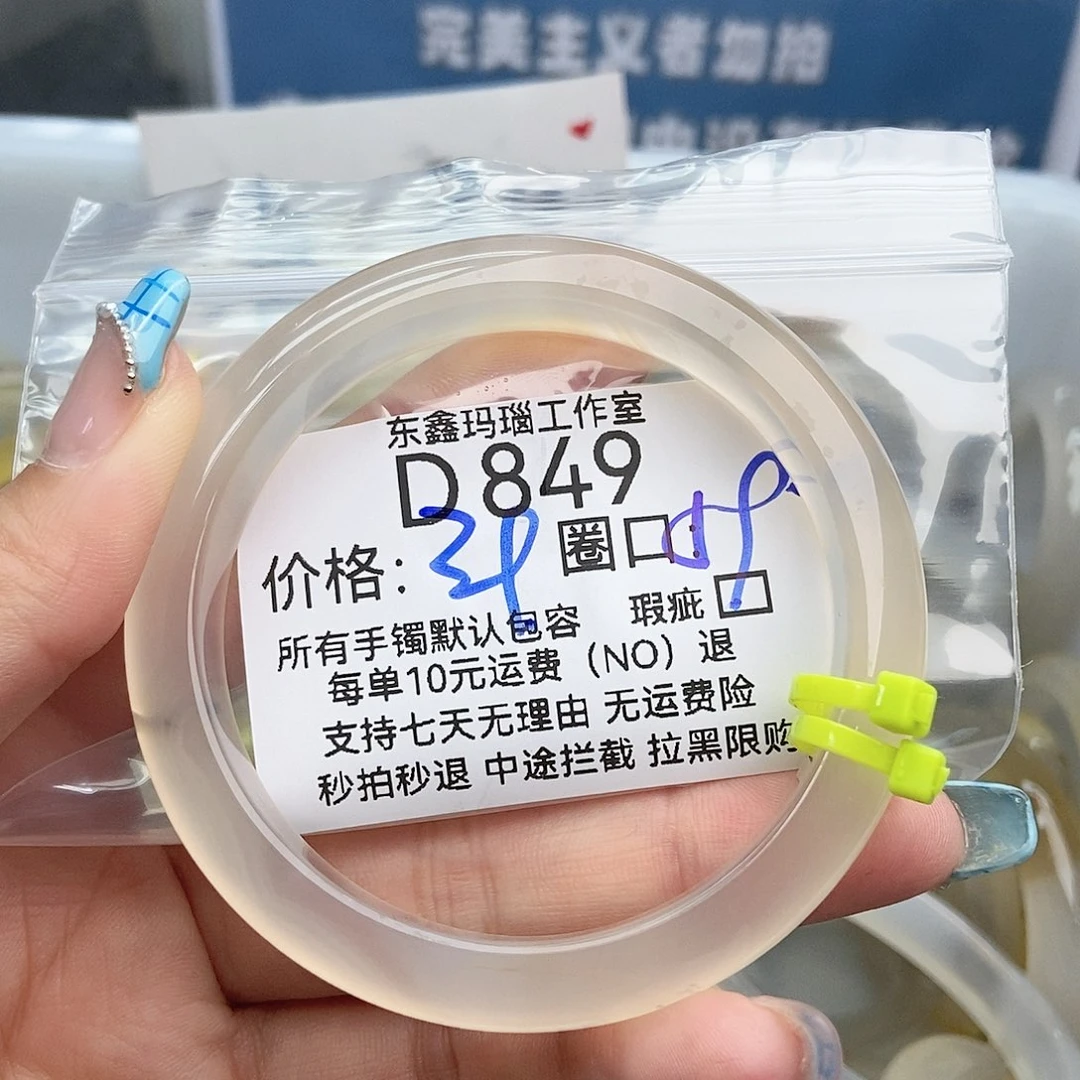 完美主义者勿拍
东鑫玛瑙工作室
D849
价格: 圈口:
所有手镯默认包容 瑕疵
每单10元运费（NO）退
支持七天无理由 无运费险
秒拍秒退 中途拦截 拉黑限购